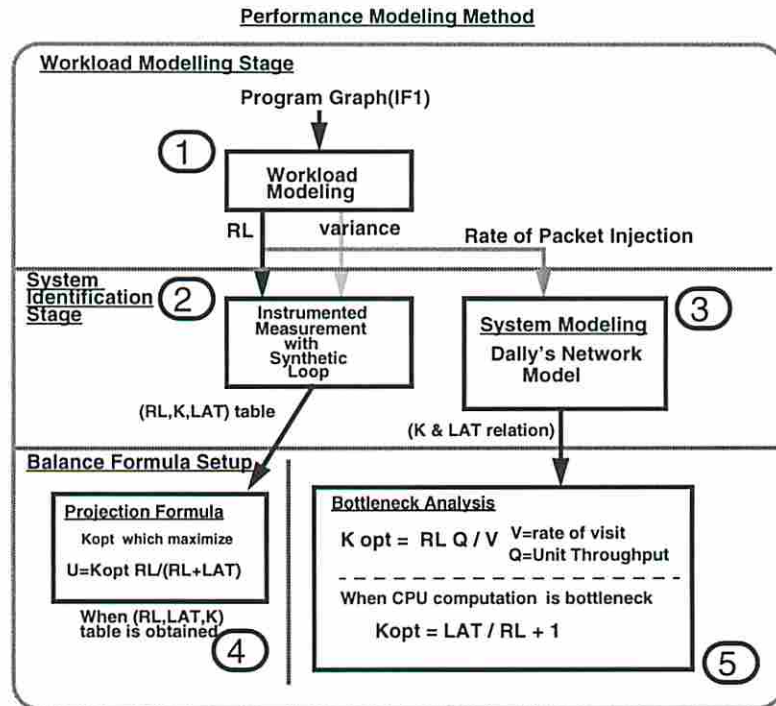 Performance Modeling Method
Workload Modelling Stage
Program Graph(IF1)
1
Workload
Modeling
RL
variance
Rate of Packet Injection
System
Identification
Stage
2
Instrumented
Measurement
with
Synthetic
Loop
3
System Modeling
Dally's Network
Model
(RL,K,LAT) table
(K & LAT relation)
Balance Formula Setup
Projection Formula
Kopt which maximize
U=Kopt RL/(RL+LAT)
When (RL,LAT,K)
table is obtained
4
Bottleneck Analysis
K opt = RL Q / V
V=rate of visit
Q=Unit Throughput
When CPU computation is bottleneck
Kopt = LAT / RL + 1
5